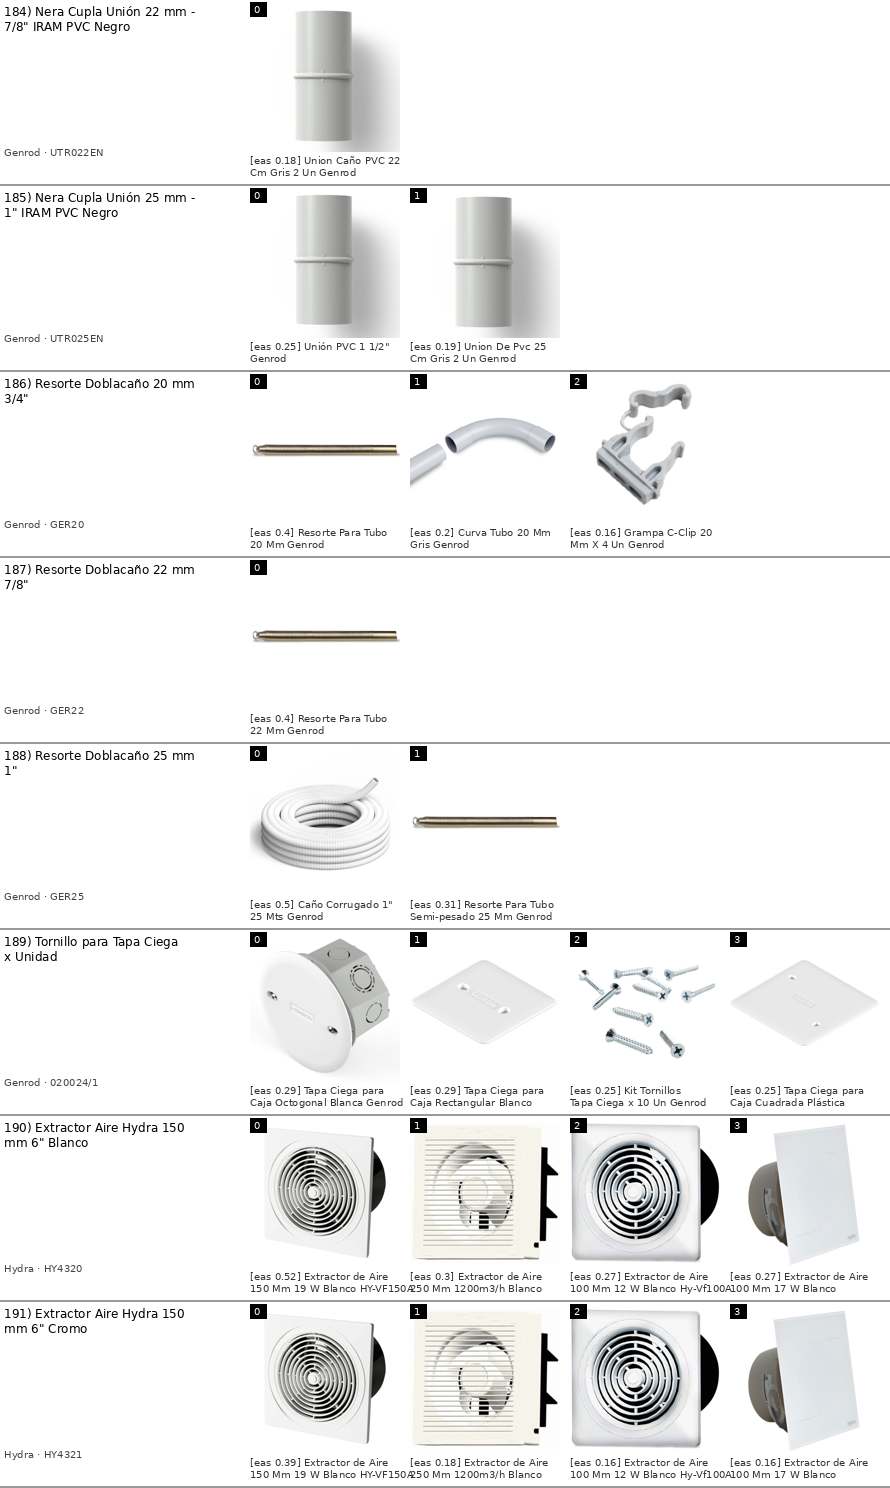 184) Nera Cupla Unión 22 mm -
7/8" IRAM PVC Negro
Genrod · UTR022EN
0
[eas 0.18] Union Caño PVC 22
Cm Gris 2 Un Genrod
185) Nera Cupla Unión 25 mm -
1" IRAM PVC Negro
Genrod · UTR025EN
0
[eas 0.25] Unión PVC 1 1/2"
Genrod
1
[eas 0.19] Union De Pvc 25
Cm Gris 2 Un Genrod
186) Resorte Doblacaño 20 mm
3/4"
Genrod · GER20
0
[eas 0.4] Resorte Para Tubo
20 Mm Genrod
1
[eas 0.2] Curva Tubo 20 Mm
Gris Genrod
2
[eas 0.16] Grampa C-Clip 20
Mm X 4 Un Genrod
187) Resorte Doblacaño 22 mm
7/8"
Genrod · GER22
0
[eas 0.4] Resorte Para Tubo
22 Mm Genrod
188) Resorte Doblacaño 25 mm
1"
Genrod · GER25
0
[eas 0.5] Caño Corrugado 1"
25 Mts Genrod
1
[eas 0.31] Resorte Para Tubo
Semi-pesado 25 Mm Genrod
189) Tornillo para Tapa Ciega
x Unidad
Genrod · 020024/1
0
[eas 0.29] Tapa Ciega para
Caja Octogonal Blanca Genrod
1
[eas 0.29] Tapa Ciega para
Caja Rectangular Blanco
2
[eas 0.25] Kit Tornillos
Tapa Ciega x 10 Un Genrod
3
[eas 0.25] Tapa Ciega para
Caja Cuadrada Plástica
190) Extractor Aire Hydra 150
mm 6" Blanco
Hydra · HY4320
0
[eas 0.52] Extractor de Aire
150 Mm 19 W Blanco HY-VF150A
1
[eas 0.3] Extractor de Aire
250 Mm 1200m3/h Blanco
2
[eas 0.27] Extractor de Aire
100 Mm 12 W Blanco Hy-Vf100A
3
[eas 0.27] Extractor de Aire
100 Mm 17 W Blanco
191) Extractor Aire Hydra 150
mm 6" Cromo
Hydra · HY4321
0
[eas 0.39] Extractor de Aire
150 Mm 19 W Blanco HY-VF150A
1
[eas 0.18] Extractor de Aire
250 Mm 1200m3/h Blanco
2
[eas 0.16] Extractor de Aire
100 Mm 12 W Blanco Hy-Vf100A
3
[eas 0.16] Extractor de Aire
100 Mm 17 W Blanco